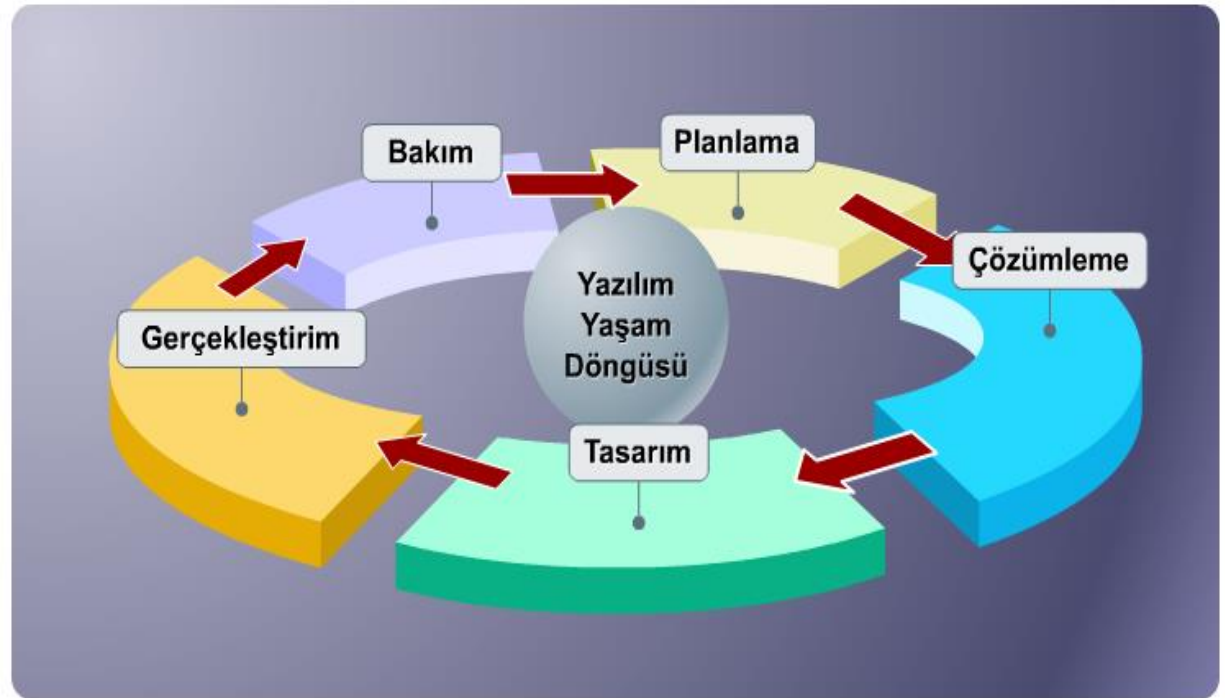 Bakım
Planlama
Çözümleme
Yazılım
Yaşam
Döngüsü
Gerçekleştirim
Tasarım